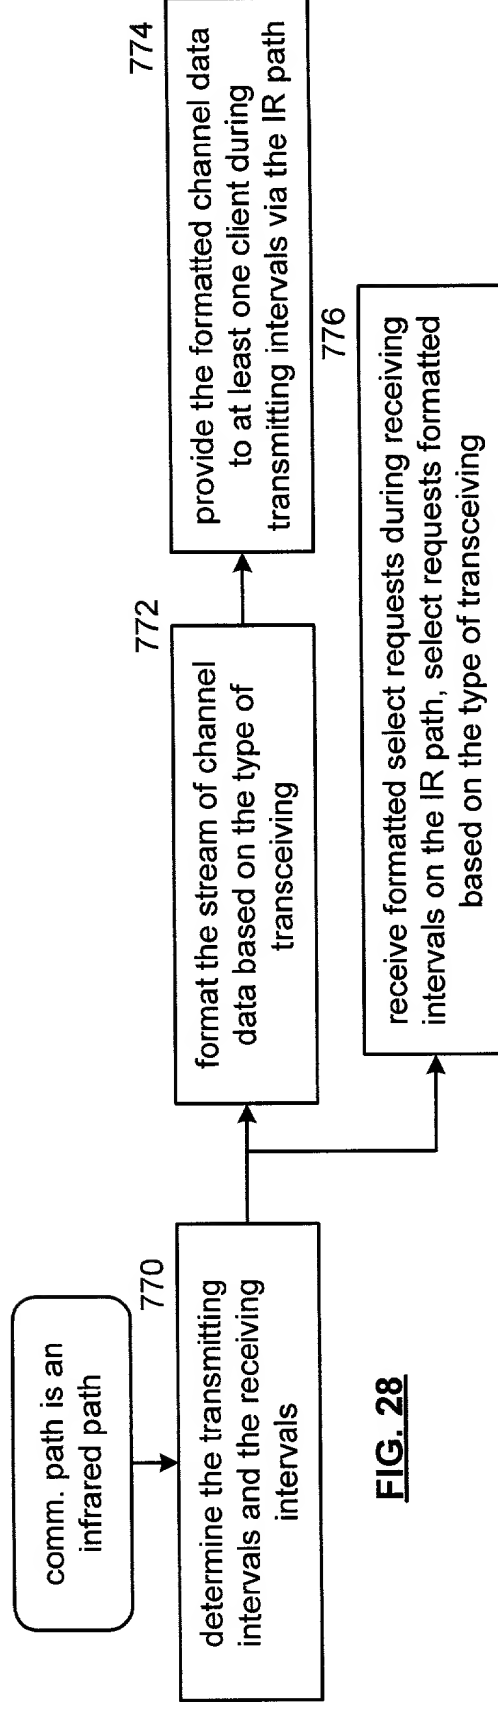 comm. path is an
infrared path
770
determine the transmitting
intervals and the receiving
intervals
772
format the stream of channel
data based on the type of
transceiving
774
provide the formatted channel data
to at least one client during
transmitting intervals via the IR path
776
receive formatted select requests during receiving
intervals on the IR path, select requests formatted
based on the type of transceiving
FIG. 28